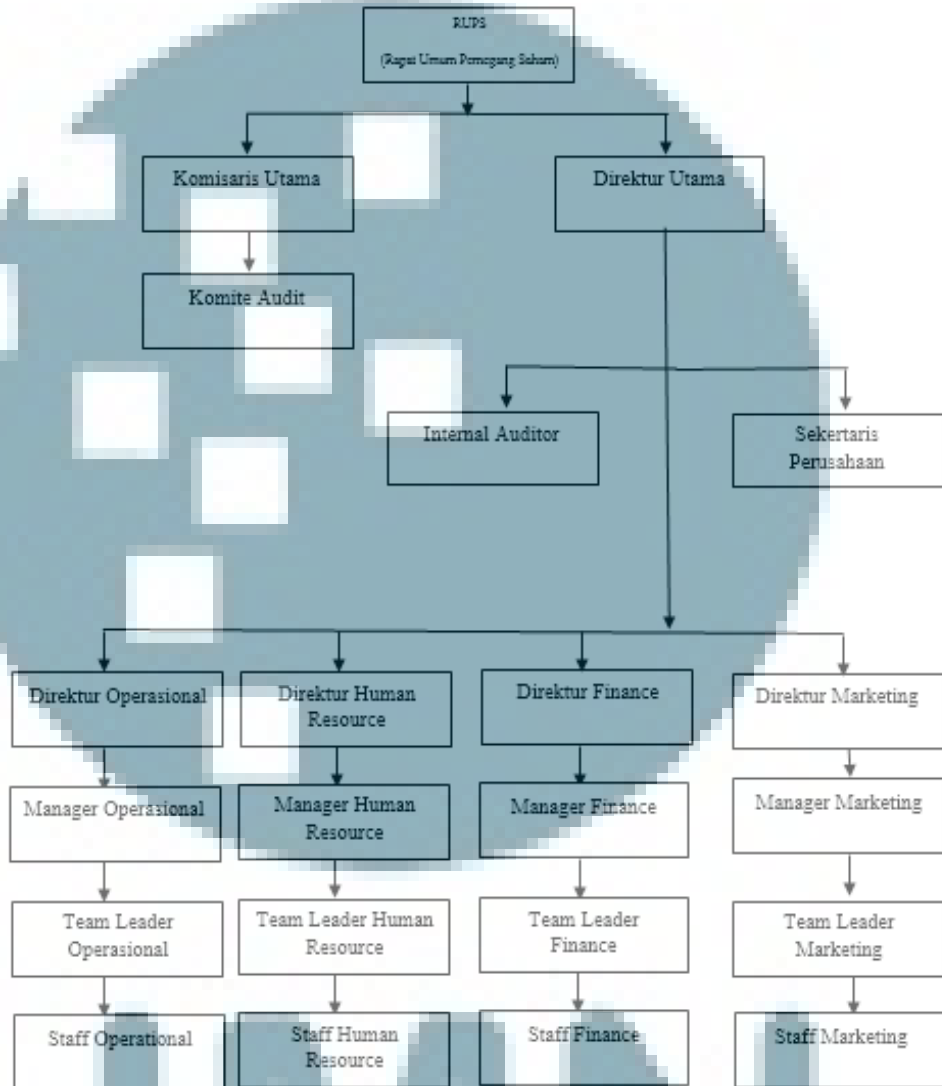 RUPS
(Rapat Umum Pemegang Saham)
Komisaris Utama
Direktur Utama
Komite Audit
Internal Auditor
Sekertaris
Perusahaan
Direktur Operasional
Direktur Human
Resource
Direktur Finance
Direktur Marketing
Manager Operasional
Manager Human
Resource
Manager Finance
Manager Marketing
Team Leader
Operasional
Team Leader Human
Resource
Team Leader
Finance
Team Leader
Marketing
Staff Operational
Staff Human
Resource
Staff Finance
Staff Marketing